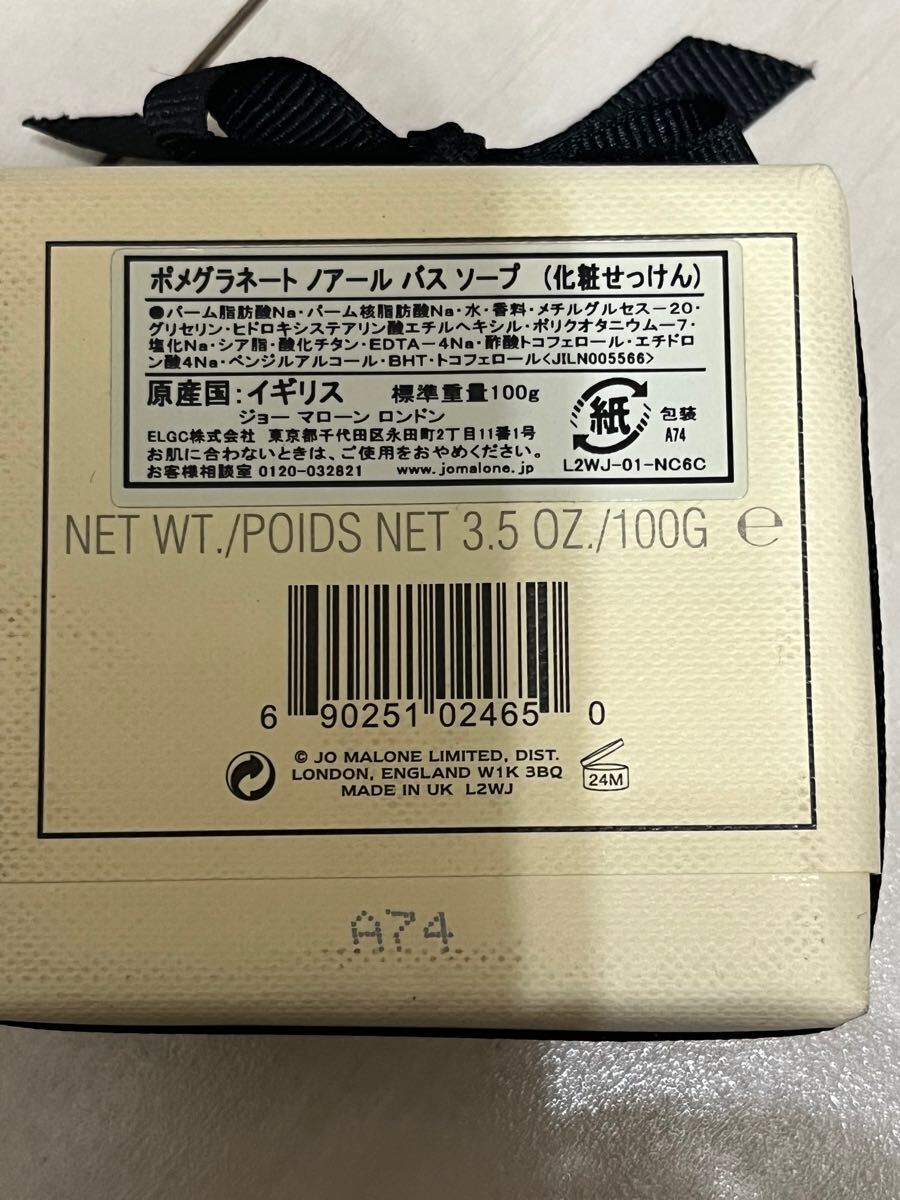 ポメグラネート ノアール バス ソープ （化粧せっけん）
●パーム脂肪酸Na・パーム核脂肪酸Na・水・香料・メチルグルセス－20・
グリセリン・ヒドロキシステアリン酸エチルヘキシル・ポリクオタニウム－7・
塩化Na・シア脂・酸化チタン・EDTA－4Na・酢酸トコフェロール・エチドロ
ン酸4Na・ベンジルアルコール・BHT・トコフェロール<JILN005566>
原産国：イギリス 標準重量100g
ジョー マローン ロンドン
ELGC株式会社 東京都千代田区永田町2丁目11番1号
お肌に合わないときは、ご使用をおやめください。
お客様相談室 0120-032821 www.jomalone.jp
紙 包装
A74
L2WJ-01-NC6C
NET WT./POIDS NET 3.5 OZ./100G ℮
6 90251 02465 0
© JO MALONE LIMITED, DIST.
LONDON, ENGLAND W1K 3BQ
MADE IN UK L2WJ
24M
A74